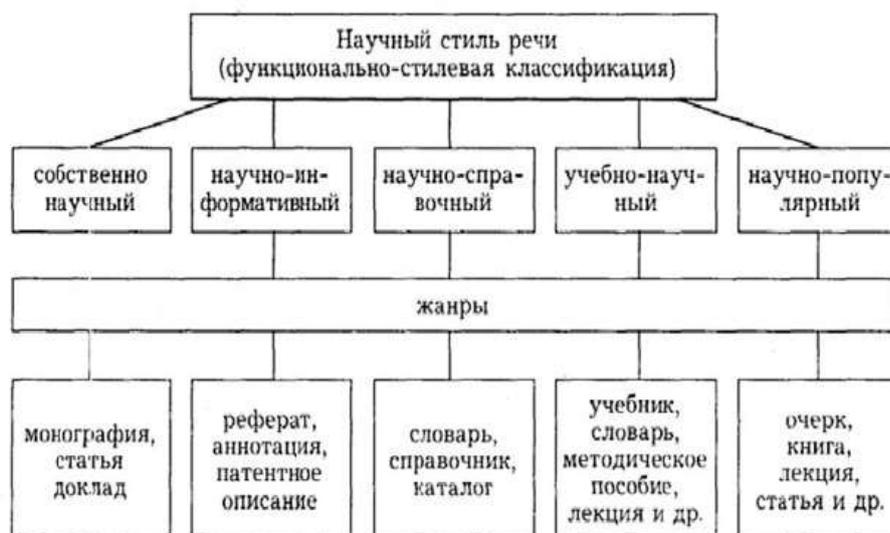 Научный стиль речи
(функционально-стилевая классификация)
собственно
научный
научно-ин-
формативный
научно-спра-
вочный
учебно-науч-
ный
научно-попу-
лярный
жанры
монография,
статья
доклад
реферат,
аннотация,
патентное
описание
словарь,
справочник,
каталог
учебник,
словарь,
методическое
пособие,
лекция и др.
очерк,
книга,
лекция,
статья и др.